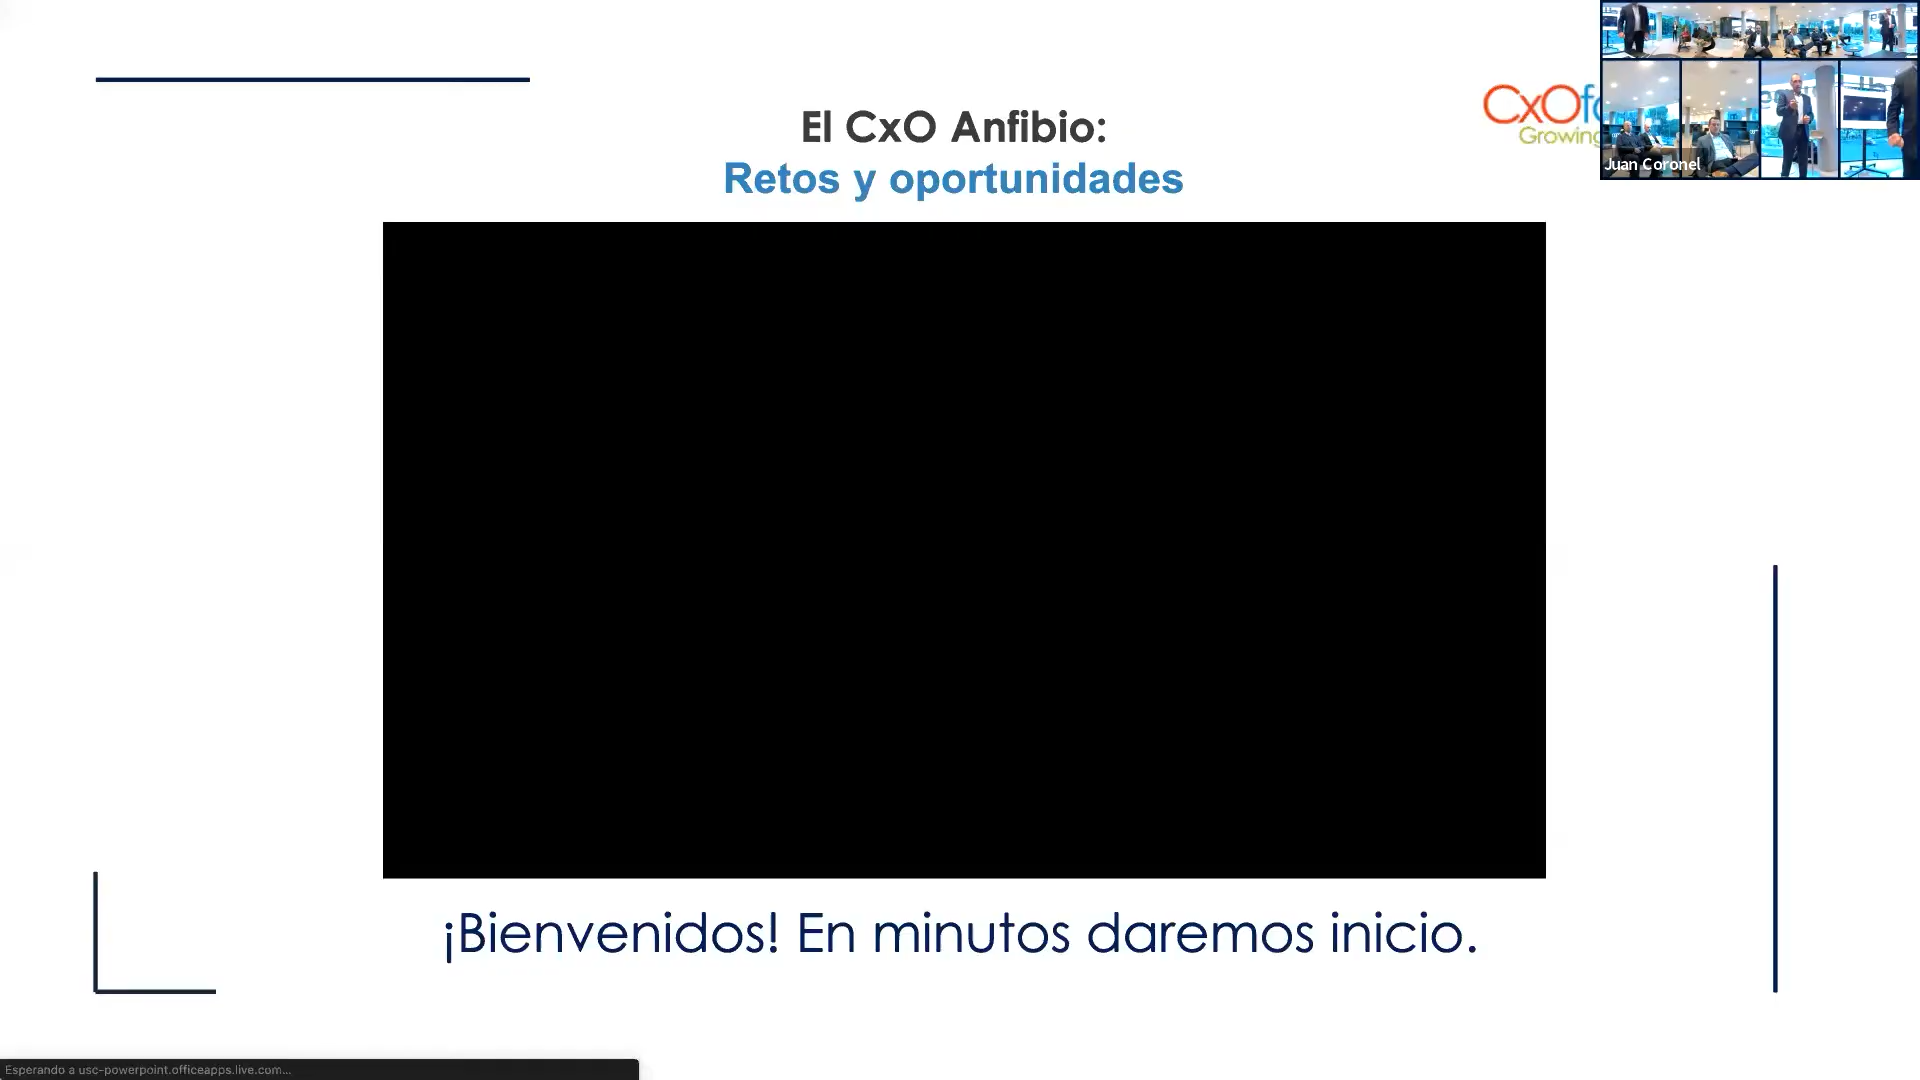 El CxO Anfibio:
Retos y oportunidades
CxOfo
Growing
Juan Coronel
¡Bienvenidos! En minutos daremos inicio.
Esperando a usc-powerpoint.officeapps.live.com...